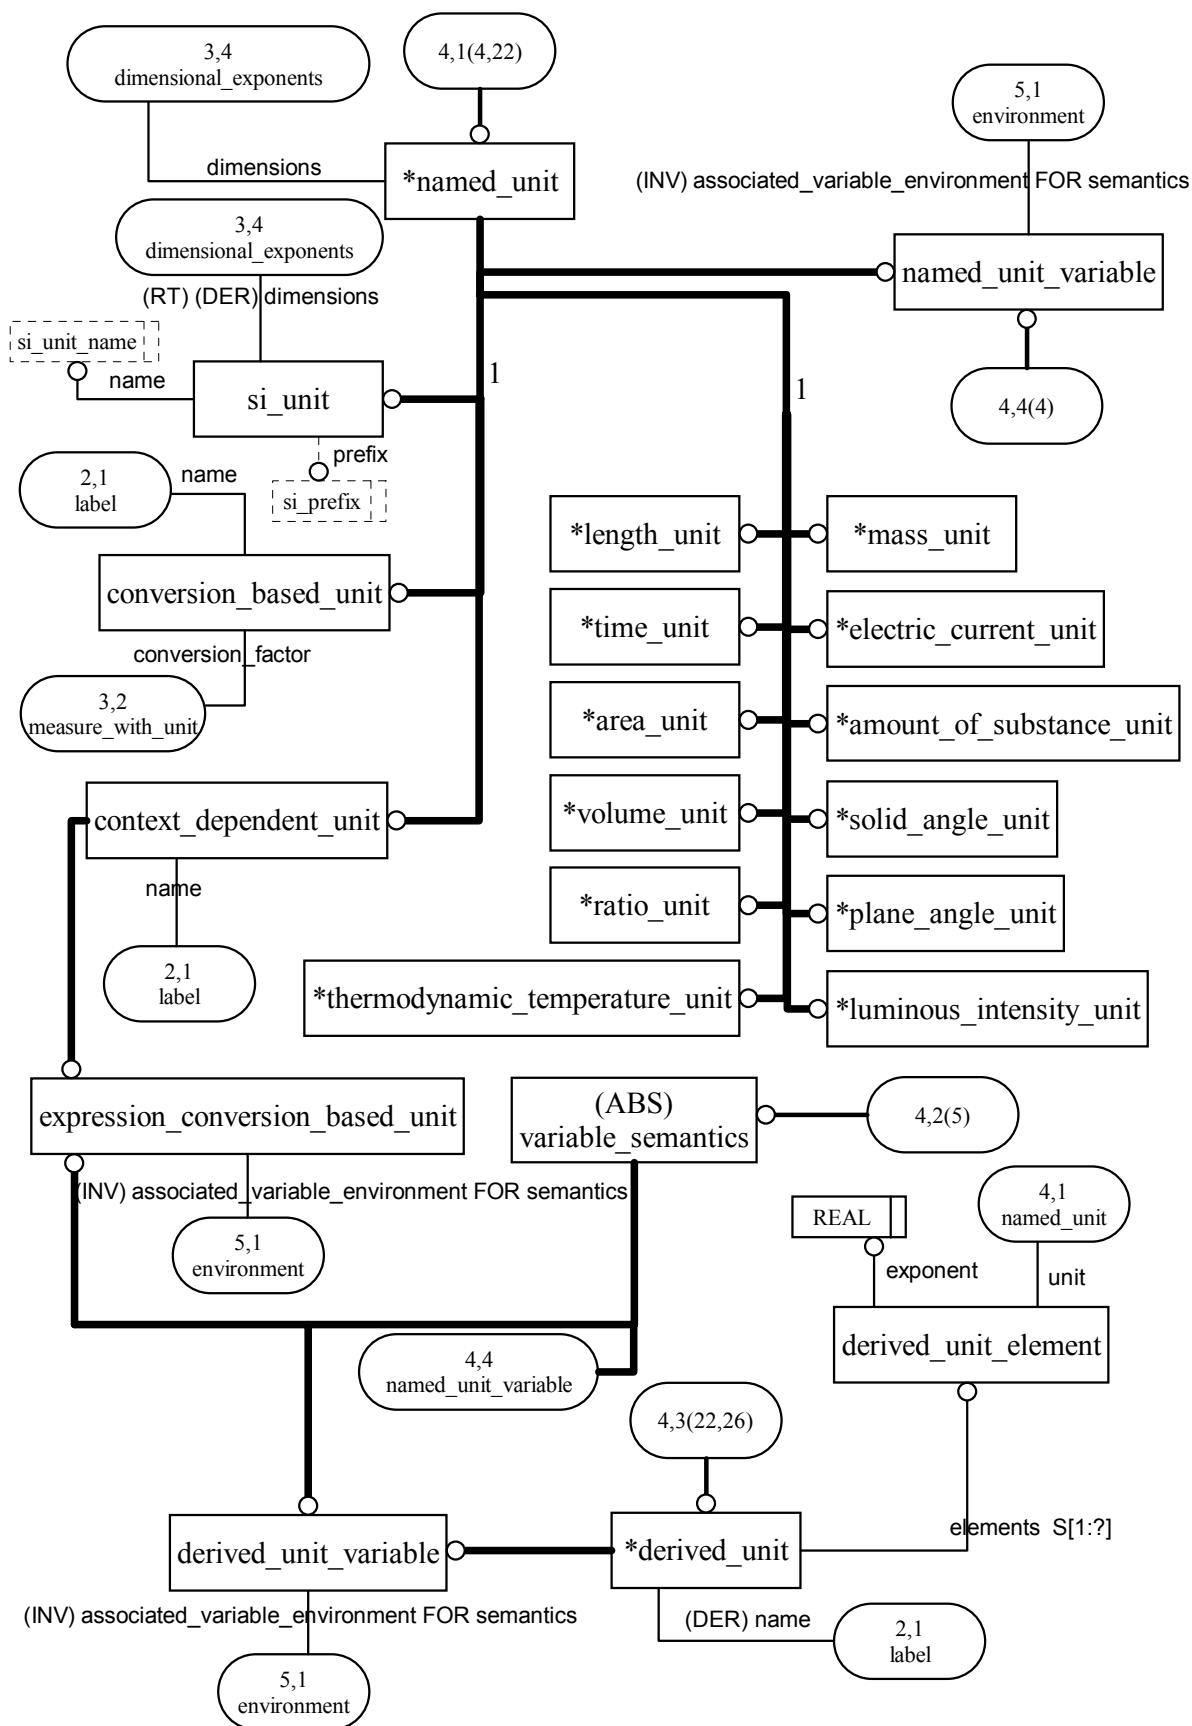 3,4
dimensional_exponents
4,1(4,22)
5,1
environment
dimensions
*named_unit
(INV) associated_variable_environment FOR semantics
3,4
dimensional_exponents
named_unit_variable
(RT) (DER) dimensions
si_unit_name
name
si_unit
1
1
4,4(4)
prefix
si_prefix
2,1
label
name
*length_unit
*mass_unit
conversion_based_unit
*time_unit
*electric_current_unit
conversion_factor
3,2
measure_with_unit
*area_unit
*amount_of_substance_unit
context_dependent_unit
*volume_unit
*solid_angle_unit
name
*ratio_unit
*plane_angle_unit
2,1
label
*thermodynamic_temperature_unit
*luminous_intensity_unit
expression_conversion_based_unit
(ABS)
variable_semantics
4,2(5)
(INV) associated_variable_environment FOR semantics
5,1
environment
REAL
4,1
named_unit
exponent
unit
derived_unit_element
4,4
named_unit_variable
4,3(22,26)
elements S[1:?]
derived_unit_variable
*derived_unit
(INV) associated_variable_environment FOR semantics
(DER) name
2,1
label
5,1
environment